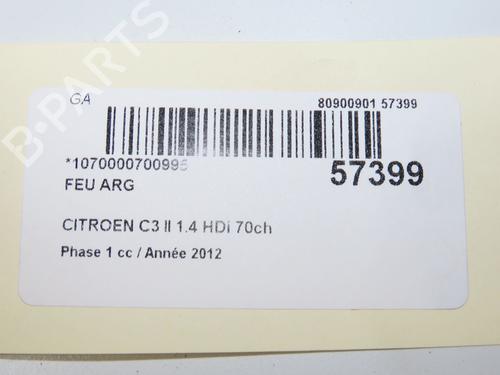 GA
80900901 57399
*1070000700995
57399
FEU ARG
CITROEN C3 II 1.4 HDi 70ch
Phase 1 cc / Année 2012
B-PARTS